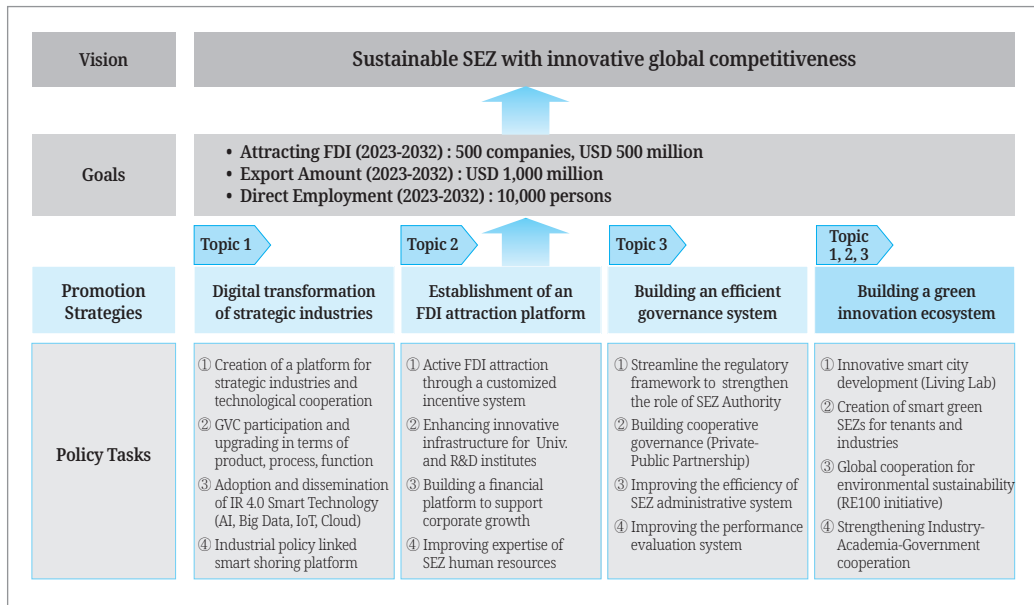 Vision
Sustainable SEZ with innovative global competitiveness
Goals
• Attracting FDI (2023-2032) : 500 companies, USD 500 million
• Export Amount (2023-2032) : USD 1,000 million
• Direct Employment (2023-2032) : 10,000 persons
Topic 1
Topic 2
Topic 3
Topic
1, 2, 3
Promotion
Strategies
Digital transformation
of strategic industries
Establishment of an
FDI attraction platform
Building an efficient
governance system
Building a green
innovation ecosystem
Policy Tasks
① Creation of a platform for
strategic industries and
technological cooperation
② GVC participation and
upgrading in terms of
product, process, function
③ Adoption and dissemination
of IR 4.0 Smart Technology
(AI, Big Data, IoT, Cloud)
④ Industrial policy linked
smart shoring platform
① Active FDI attraction
through a customized
incentive system
② Enhancing innovative
infrastructure for Univ.
and R&D institutes
③ Building a financial
platform to support
corporate growth
④ Improving expertise of
SEZ human resources
① Streamline the regulatory
framework to strengthen
the role of SEZ Authority
② Building cooperative
governance (Private-
Public Partnership)
③ Improving the efficiency of
SEZ administrative system
④ Improving the performance
evaluation system
① Innovative smart city
development (Living Lab)
② Creation of smart green
SEZs for tenants and
industries
③ Global cooperation for
environmental sustainability
(RE100 initiative)
④ Strengthening Industry-
Academia-Government
cooperation